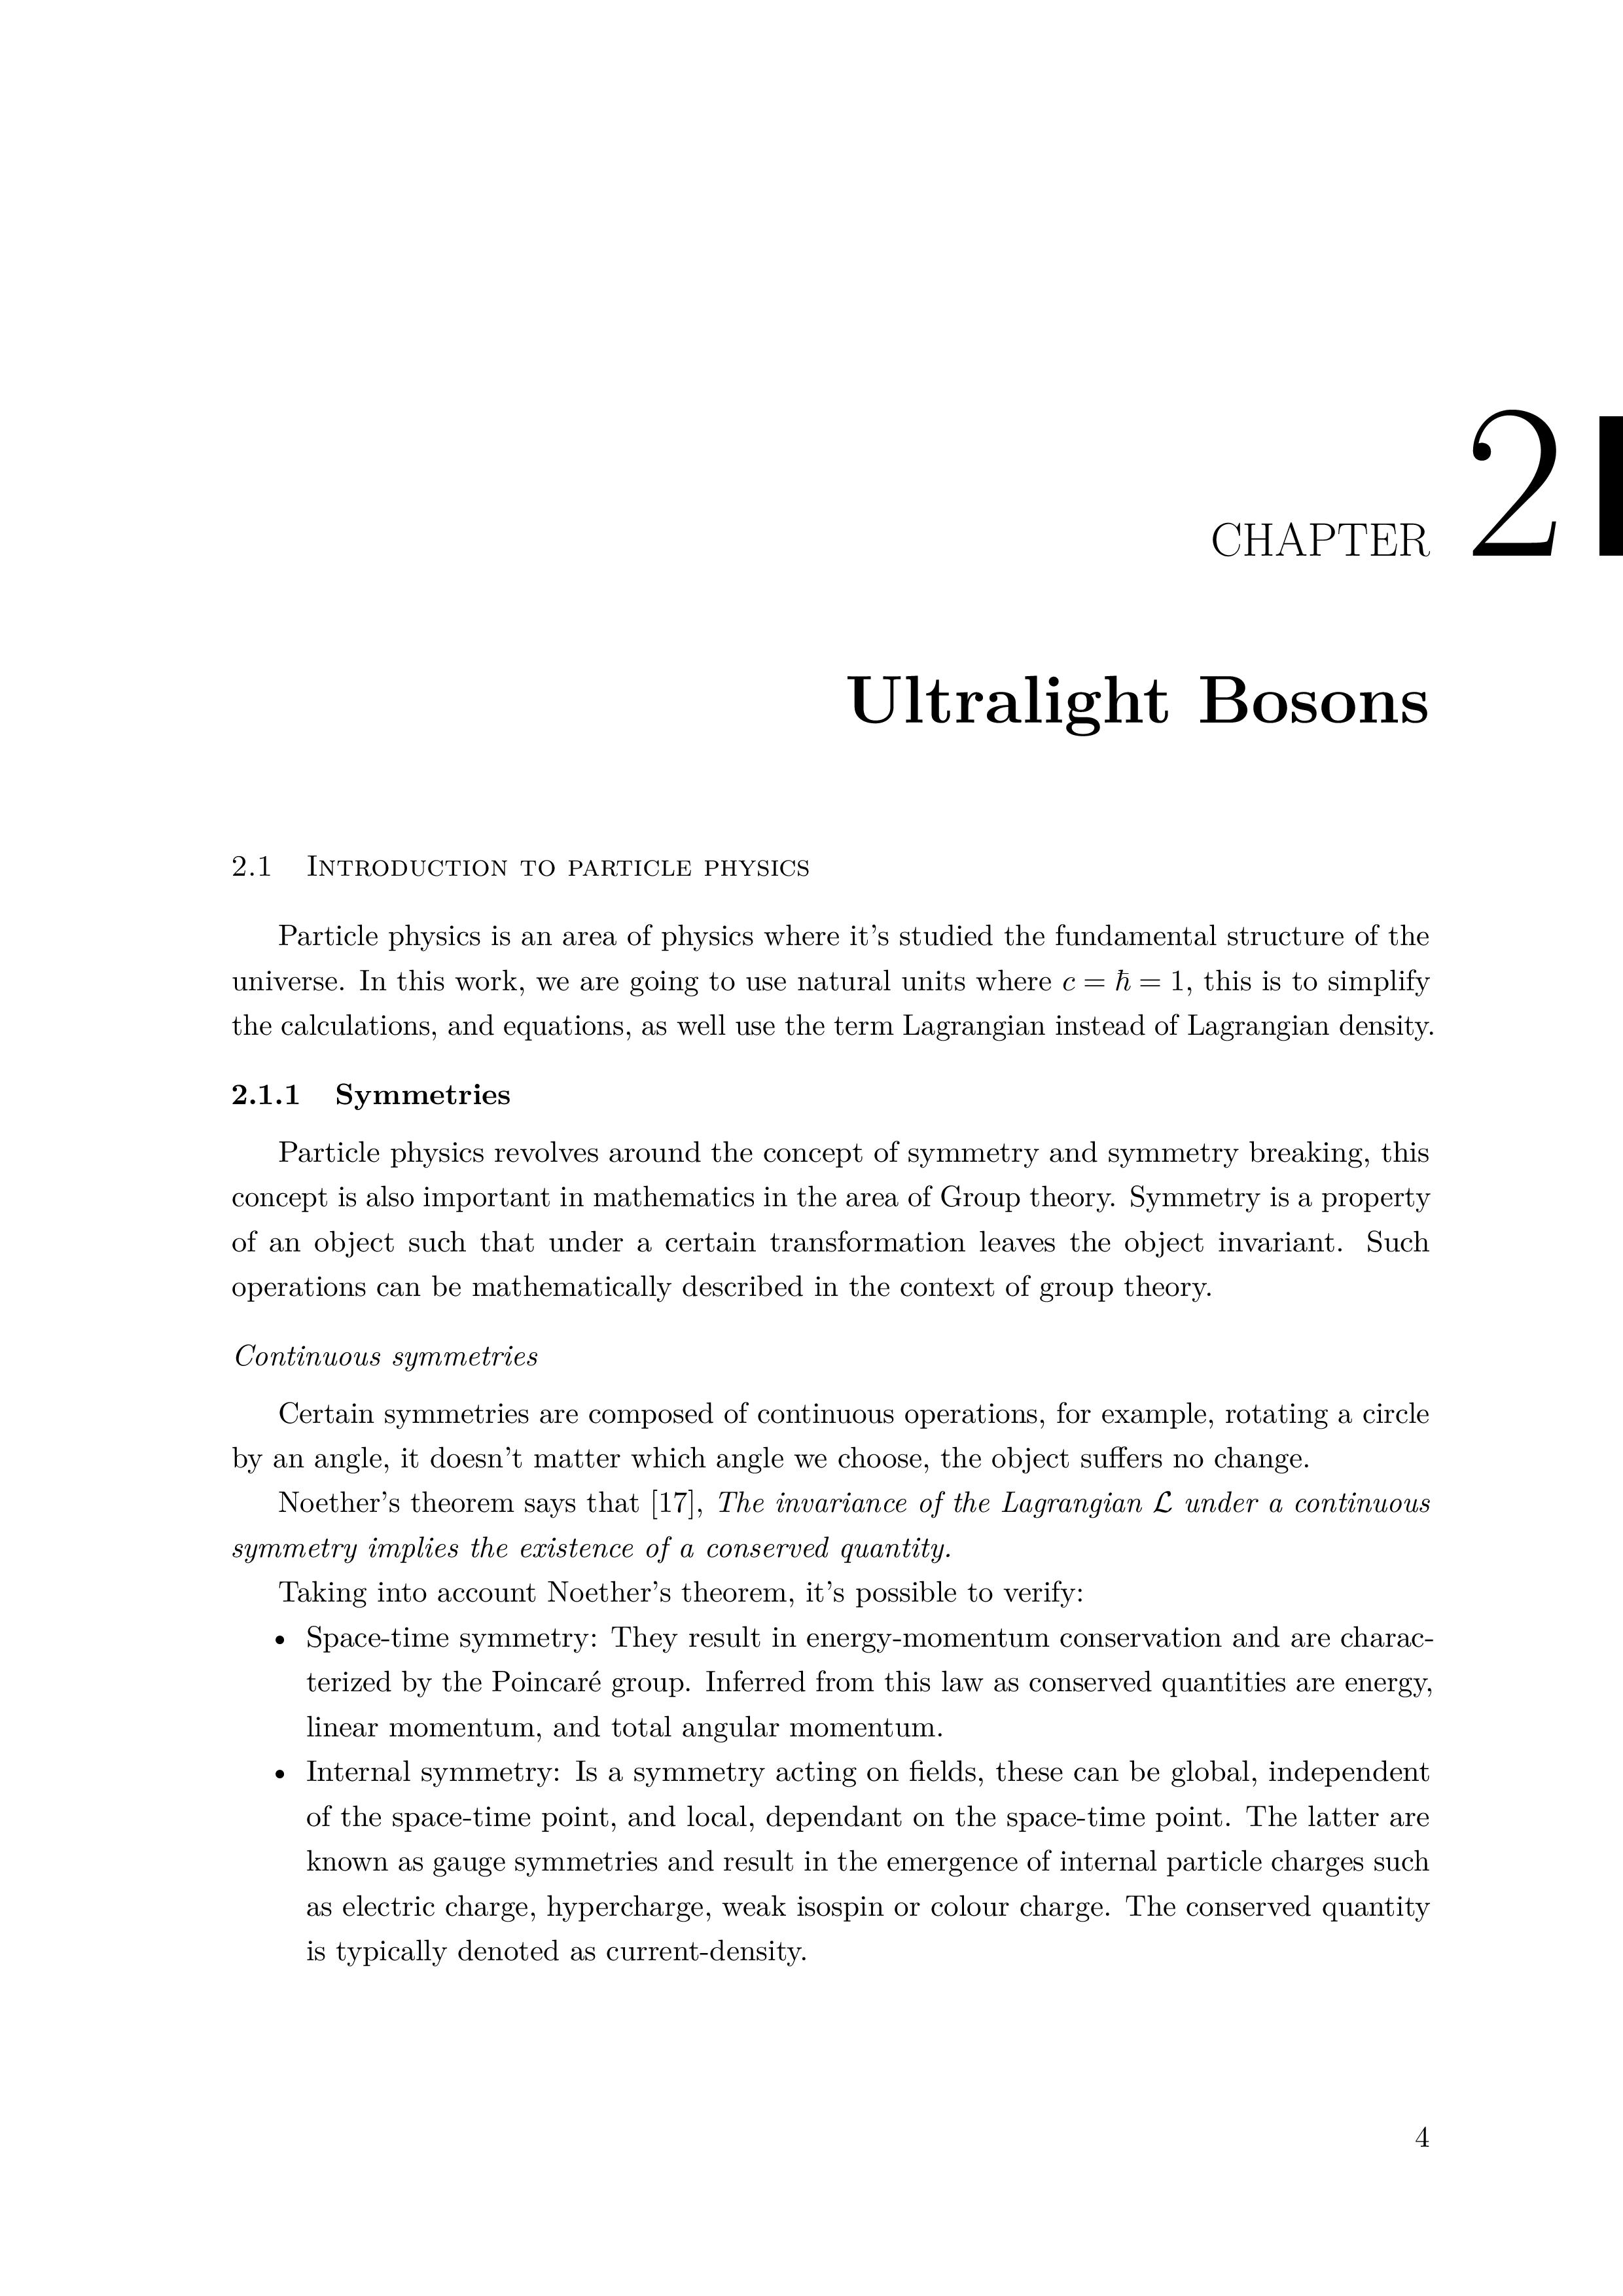 CHAPTER 2
Ultralight Bosons
2.1 Introduction to particle physics
Particle physics is an area of physics where it's studied the fundamental structure of the
universe. In this work, we are going to use natural units where c = ℏ = 1, this is to simplify
the calculations, and equations, as well use the term Lagrangian instead of Lagrangian density.
2.1.1 Symmetries
Particle physics revolves around the concept of symmetry and symmetry breaking, this
concept is also important in mathematics in the area of Group theory. Symmetry is a property
of an object such that under a certain transformation leaves the object invariant. Such
operations can be mathematically described in the context of group theory.
Continuous symmetries
Certain symmetries are composed of continuous operations, for example, rotating a circle
by an angle, it doesn't matter which angle we choose, the object suffers no change.
Noether's theorem says that [17], The invariance of the Lagrangian ℒ under a continuous
symmetry implies the existence of a conserved quantity.
Taking into account Noether's theorem, it's possible to verify:
• Space-time symmetry: They result in energy-momentum conservation and are charac-
terized by the Poincaré group. Inferred from this law as conserved quantities are energy,
linear momentum, and total angular momentum.
• Internal symmetry: Is a symmetry acting on fields, these can be global, independent
of the space-time point, and local, dependant on the space-time point. The latter are
known as gauge symmetries and result in the emergence of internal particle charges such
as electric charge, hypercharge, weak isospin or colour charge. The conserved quantity
is typically denoted as current-density.
4